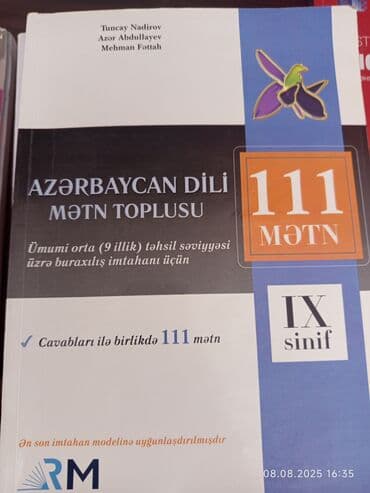 Tuncay Nadirov
Azər Abdullayev
Mehman Fəttah
AZƏRBAYCAN DİLİ
MƏTN TOPLUSU
111
MƏTN
Ümumi orta (9 illik) təhsil səviyyəsi
üzrə buraxılış imtahanı üçün
IX
sinif
✓ Cavabları ilə birlikdə 111 mətn
Ən son imtahan modelinə uyğunlaşdırılmışdır
RM
08.08.2025 16:35